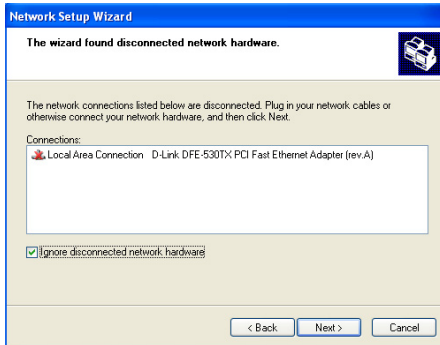 Network Setup Wizard
The wizard found disconnected network hardware.
The network connections listed below are disconnected. Plug in your network cables or
otherwise connect your network hardware, and then click Next.
Connections:
Local Area Connection D-Link DFE-530TX PCI Fast Ethernet Adapter (rev.A)
Ignore disconnected network hardware
< Back Next > Cancel